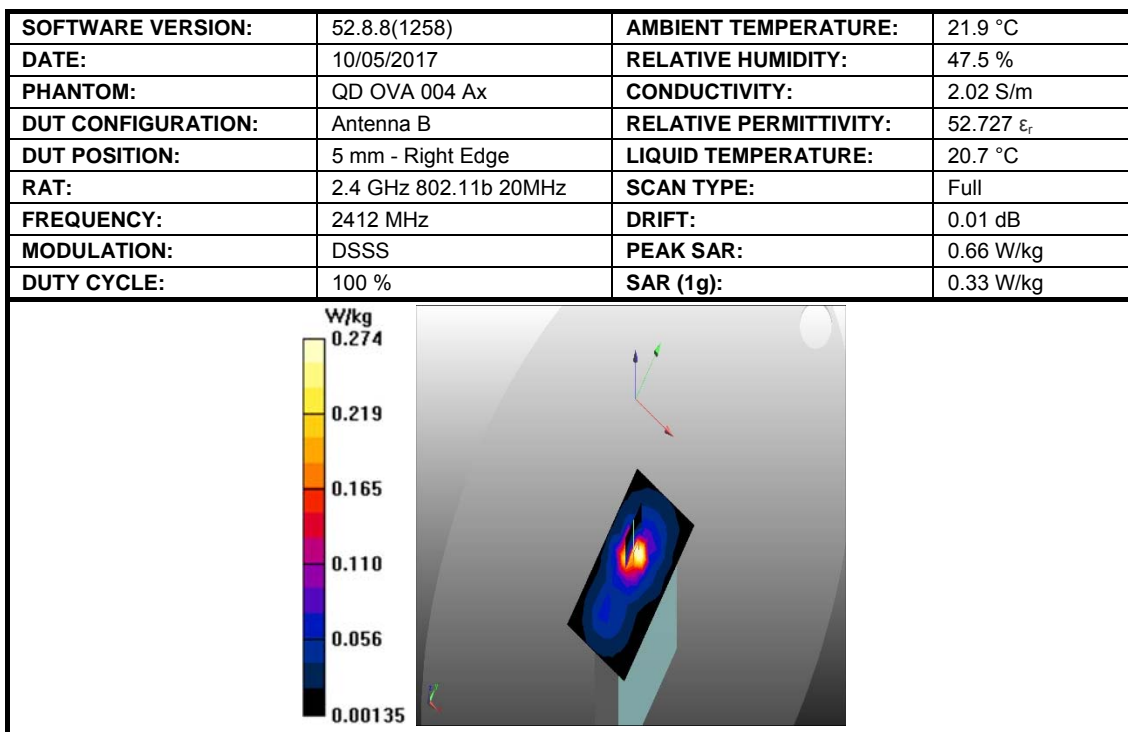 SOFTWARE VERSION: 52.8.8(1258) AMBIENT TEMPERATURE: 21.9 °C
DATE: 10/05/2017 RELATIVE HUMIDITY: 47.5 %
PHANTOM: QD OVA 004 Ax CONDUCTIVITY: 2.02 S/m
DUT CONFIGURATION: Antenna B RELATIVE PERMITTIVITY: 52.727 εr
DUT POSITION: 5 mm - Right Edge LIQUID TEMPERATURE: 20.7 °C
RAT: 2.4 GHz 802.11b 20MHz SCAN TYPE: Full
FREQUENCY: 2412 MHz DRIFT: 0.01 dB
MODULATION: DSSS PEAK SAR: 0.66 W/kg
DUTY CYCLE: 100 % SAR (1g): 0.33 W/kg
W/kg
0.274
0.219
0.165
0.110
0.056
0.00135